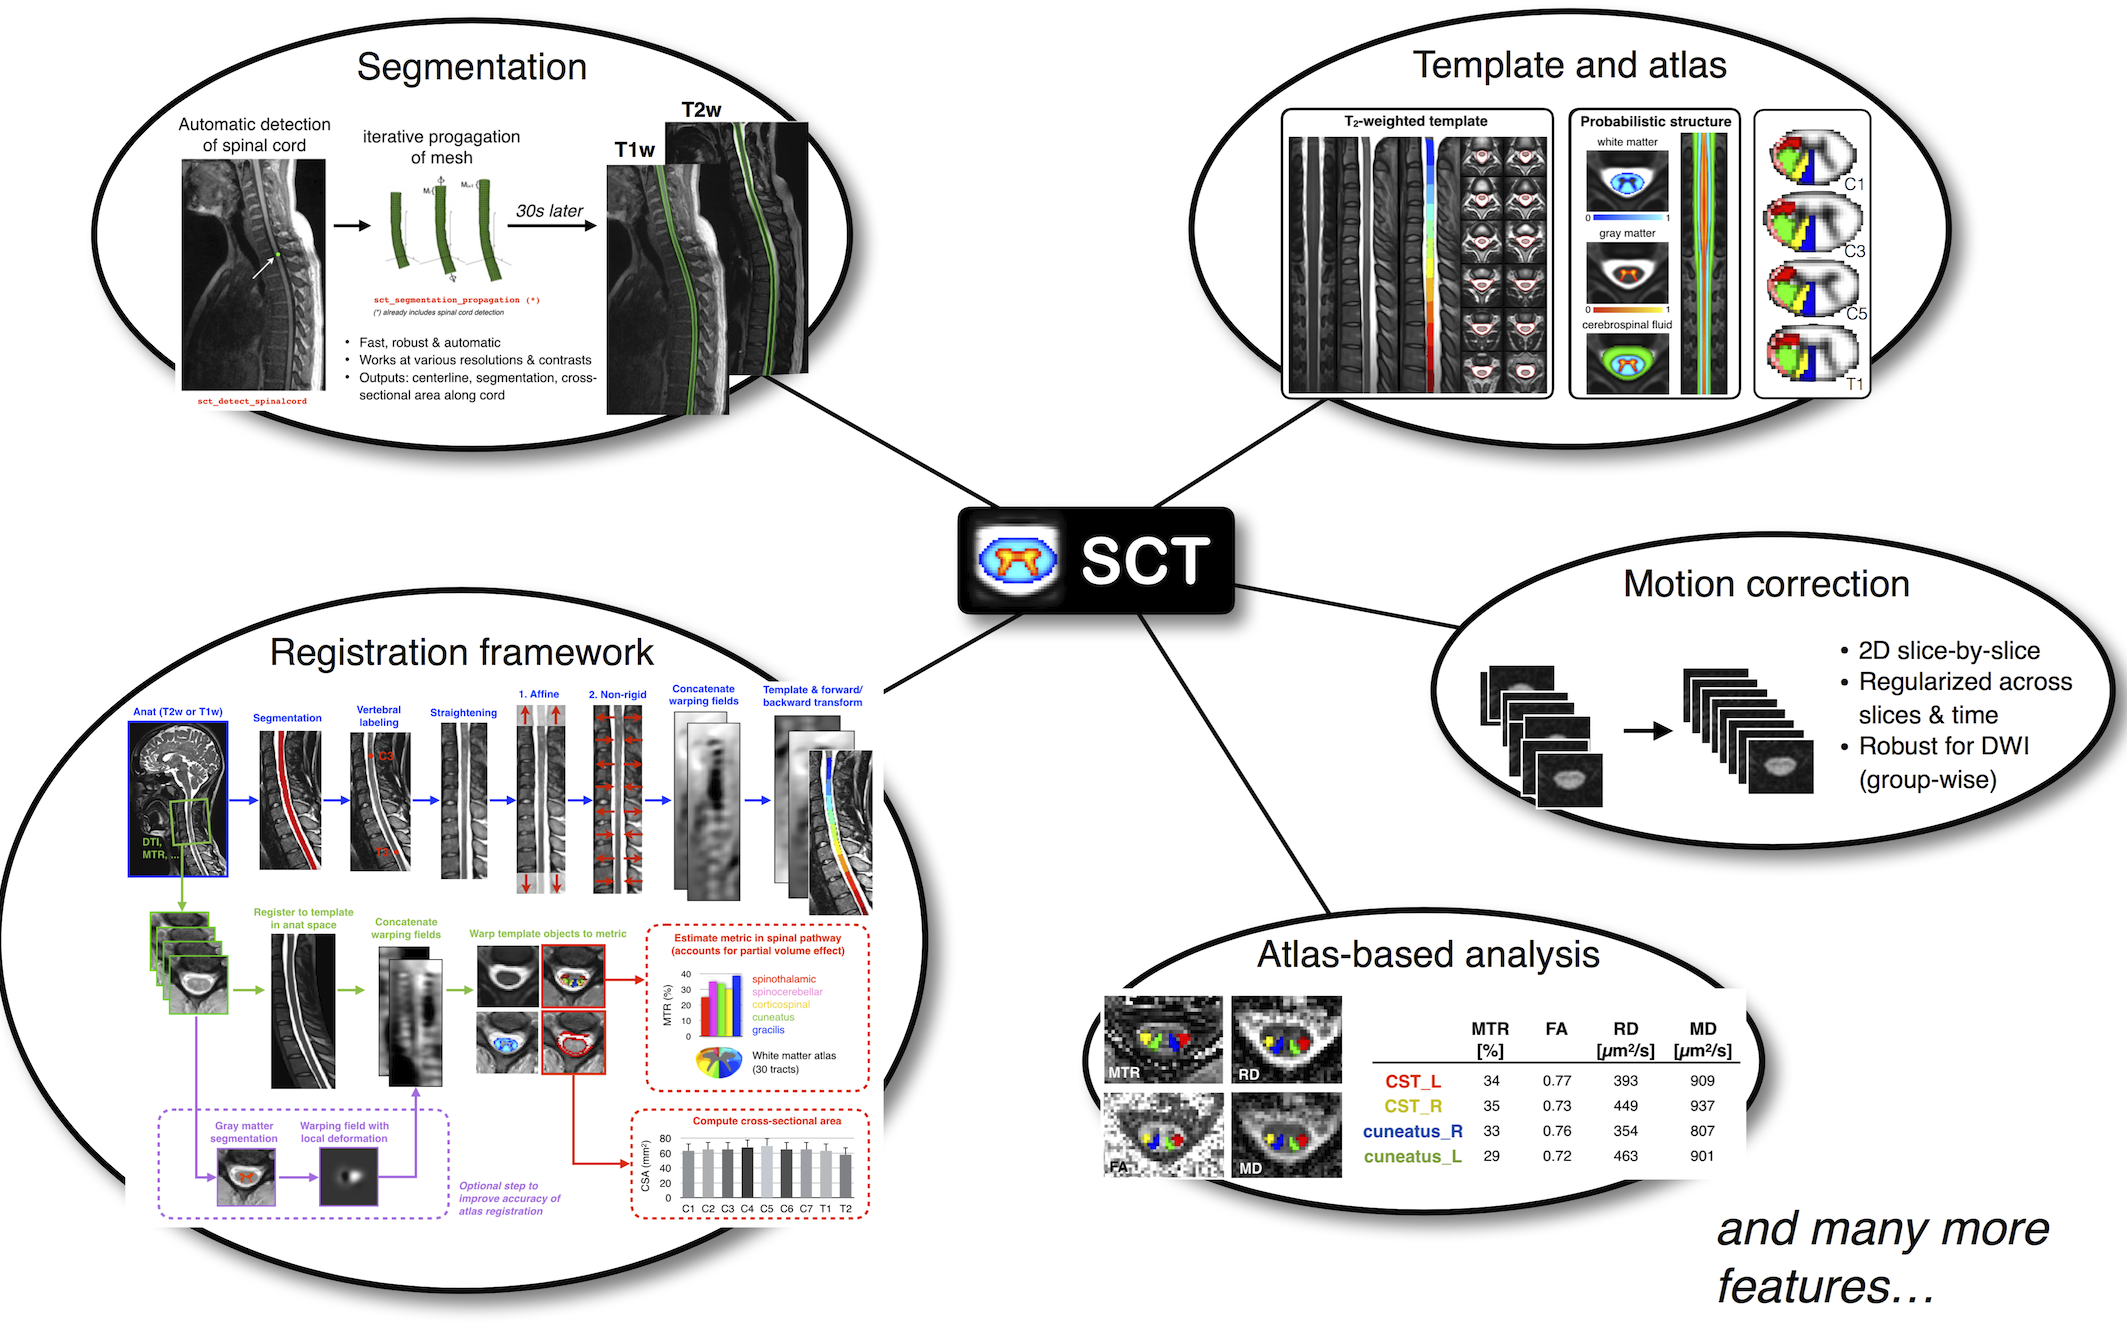 Segmentation
Automatic detection
of spinal cord
sct_detect_spinalcord
iterative progagation
of mesh
sct_segmentation_propagation (*)
(*) already includes spinal cord detection
30s later
T1w
T2w
• Fast, robust & automatic
• Works at various resolutions & contrasts
• Outputs: centerline, segmentation, cross-
sectional area along cord
Template and atlas
T2-weighted template
Probabilistic structure
white matter
0 1
gray matter
0 1
cerebrospinal fluid
C1
C3
C5
T1
SCT
Motion correction
• 2D slice-by-slice
• Regularized across
slices & time
• Robust for DWI
(group-wise)
Registration framework
Anat (T2w or T1w)
DTI,
MTR, ...
Segmentation
Vertebral
labeling
C3
T3
Straightening
1. Affine
2. Non-rigid
Concatenate
warping fields
Template & forward/
backward transform
Register to template
in anat space
Concatenate
warping fields
Warp template objects to metric
Estimate metric in spinal pathway
(accounts for partial volume effect)
MTR (%)
40
30
20
10
0
spinothalamic
spinocerebellar
corticospinal
cuneatus
gracilis
White matter atlas
(30 tracts)
Gray matter
segmentation
Warping field with
local deformation
Optional step to
improve accuracy of
atlas registration
Compute cross-sectional area
CSA (mm²)
80
60
40
20
0
C1 C2 C3 C4 C5 C6 C7 T1 T2
Atlas-based analysis
MTR
RD
FA
MD
MTR FA RD MD
[%] [µm²/s] [µm²/s]
CST_L 34 0.77 393 909
CST_R 35 0.73 449 937
cuneatus_R 33 0.76 354 807
cuneatus_L 29 0.72 463 901
and many more
features…